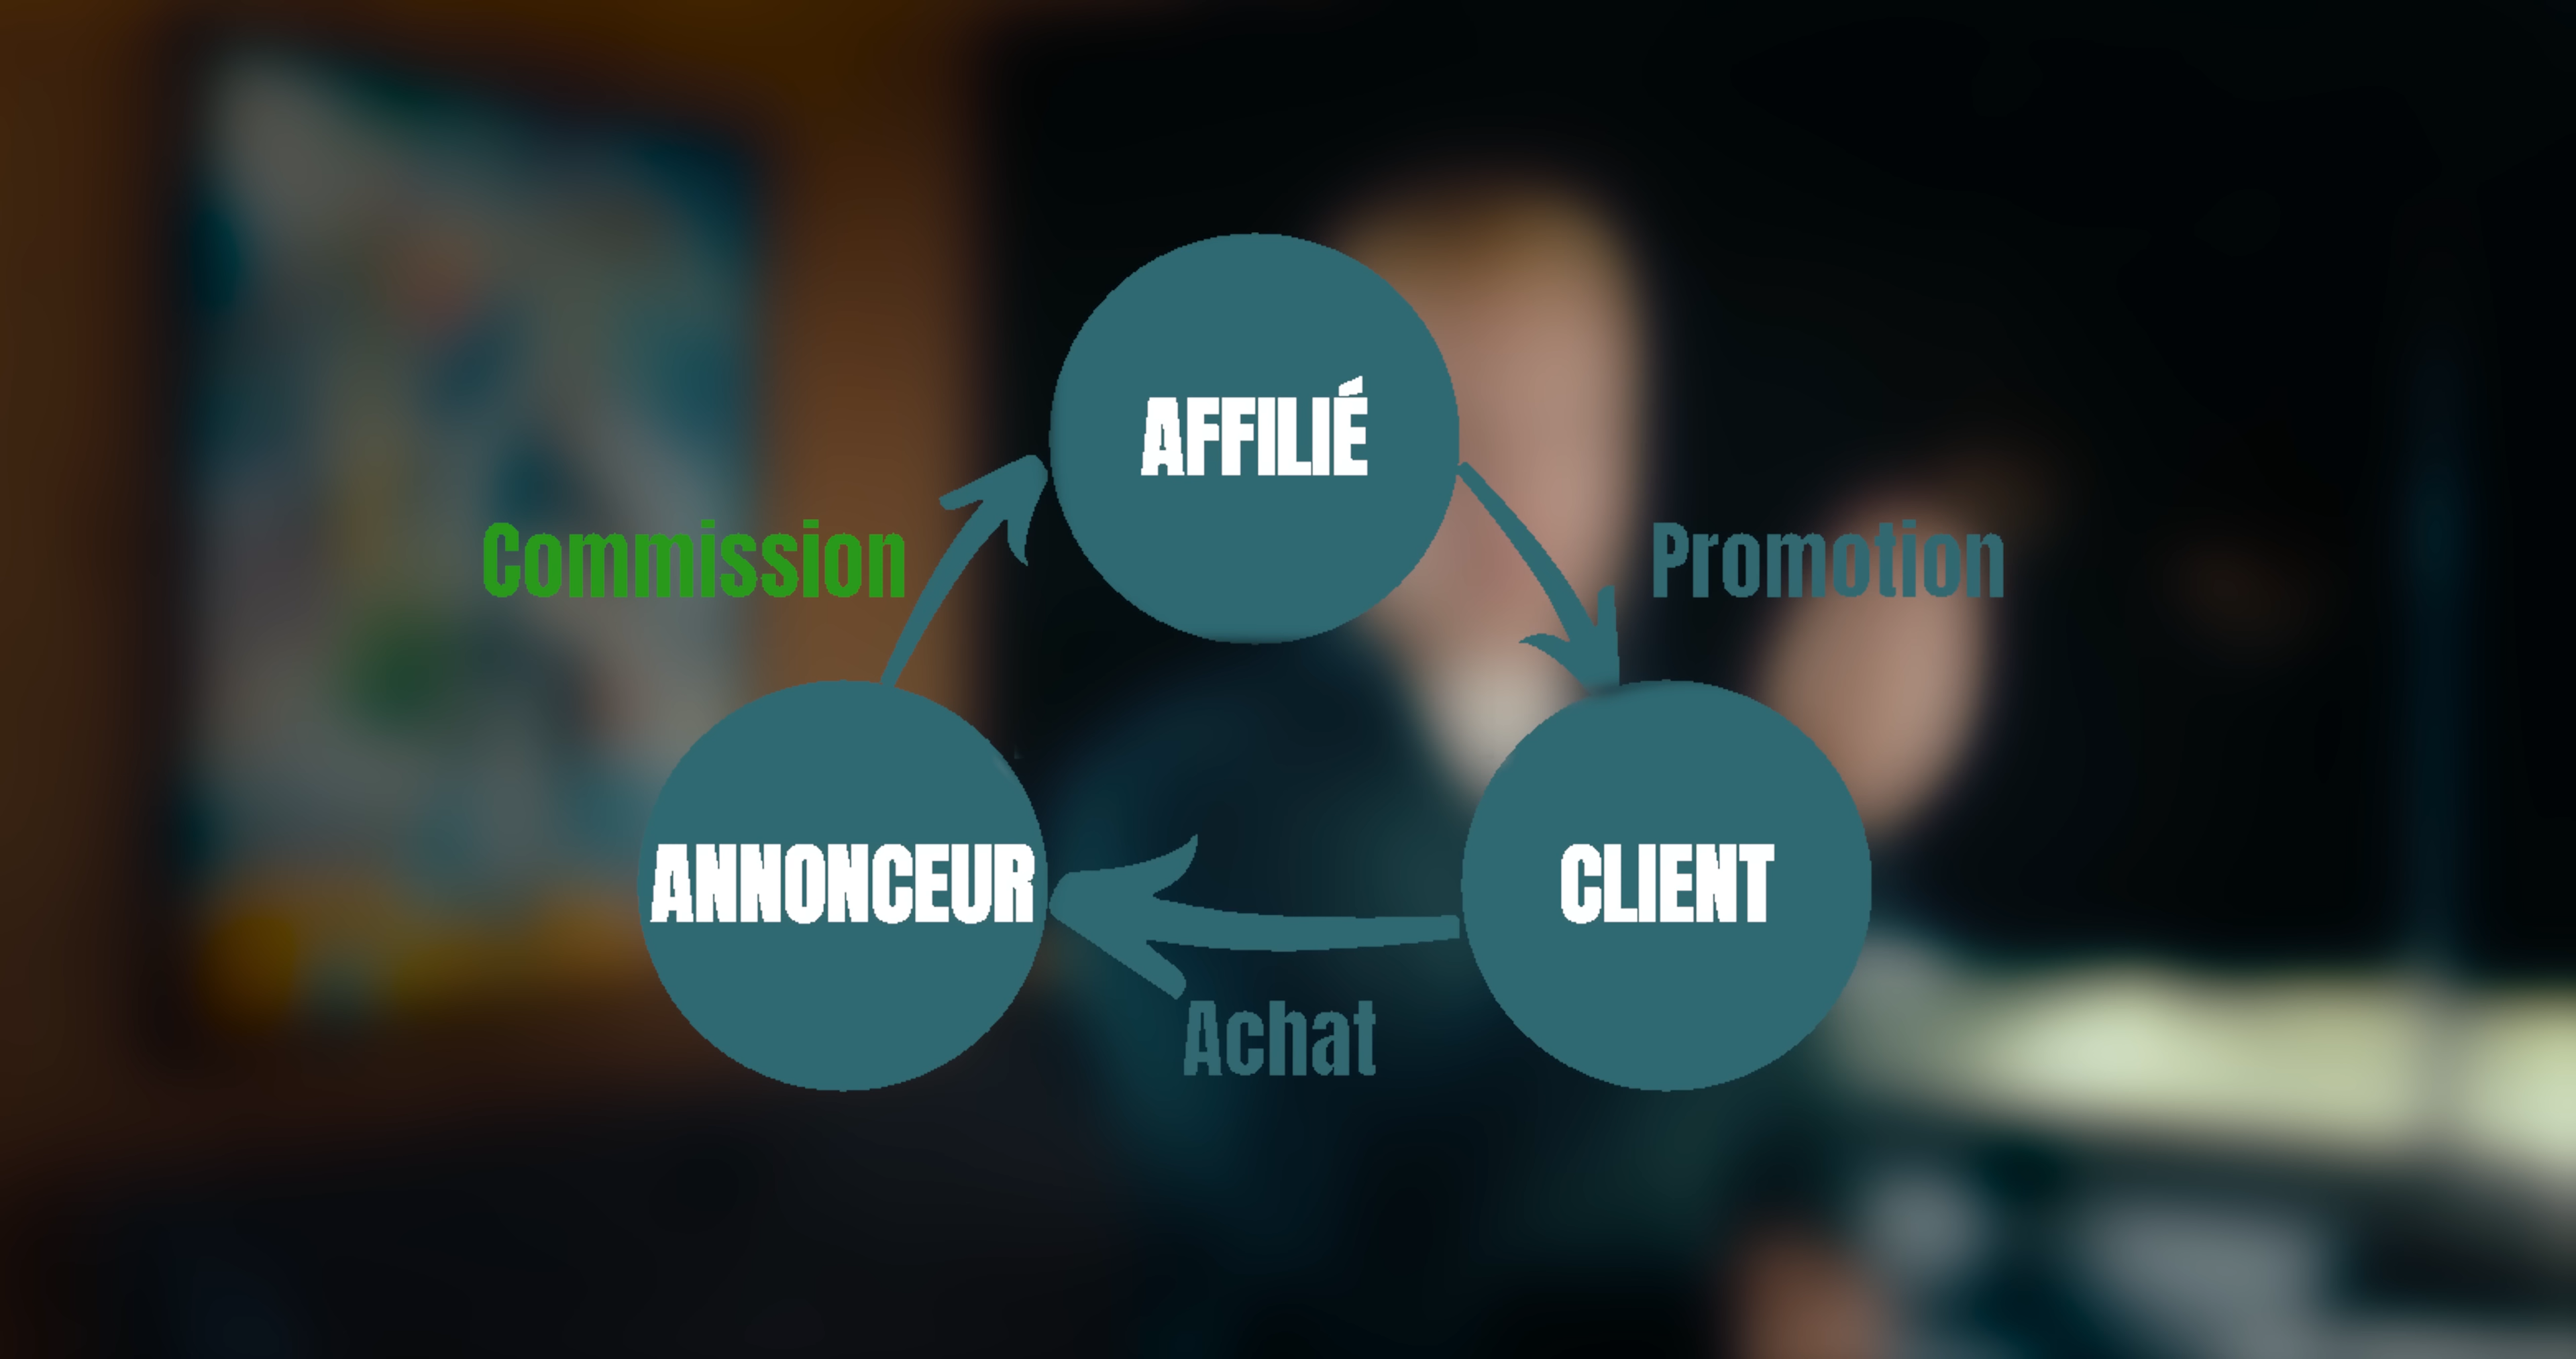 AFFILIÉ
Commission
Promotion
ANNONCEUR
CLIENT
Achat